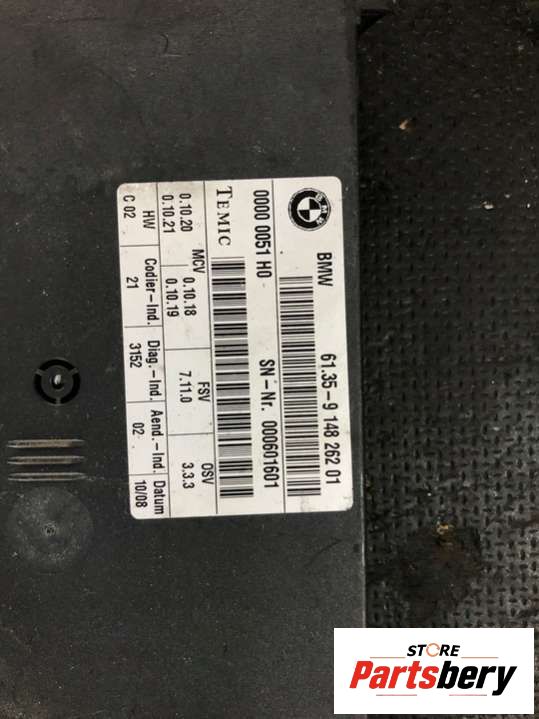 BMW 61.35-9 148 262 01
0000 0051 H0 SN-Nr. 000601601
TEMIC
MCV FSV OSV
0.10.20 0.10.18 7.11.0 3.3.3
0.10.21 0.10.19
HW Codier-Ind. Diag.-Ind. Aend.-Ind. Datum
C 02 21 3152 02 10/08
STORE
Partsbery